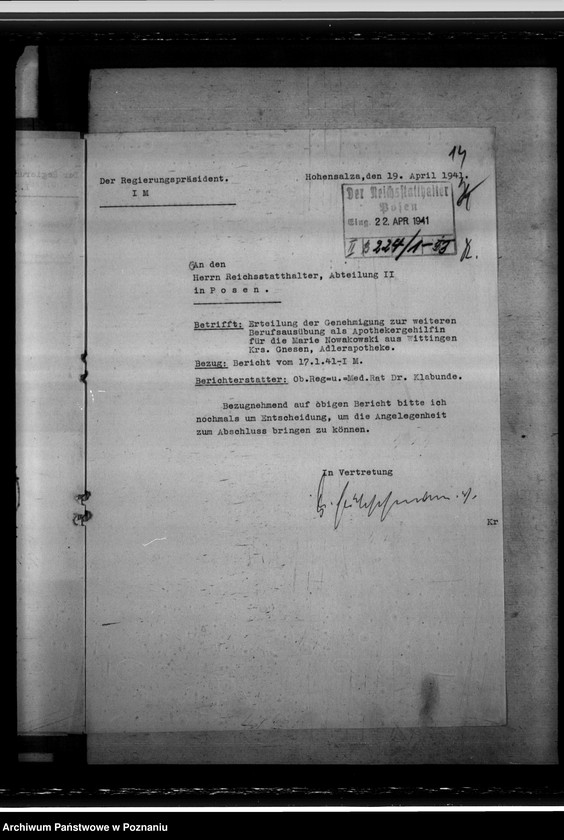 14
Der Regierungspräsident.
I M
Hohensalza, den 19. April 1941.
Der Reichsstatthalter
Posen
Eing. 22. APR 1941
II B 224/1-33
An den
Herrn Reichsstatthalter, Abteilung II
in Posen.
Betrifft: Erteilung der Genehmigung zur weiteren
Berufsausübung als Apothekergehilfin
für die Marie Nowakowski aus Wittingen
Krs. Gnesen, Adlerapotheke.
Bezug: Bericht vom 17.1.41-I M.
Berichterstatter: Ob.Reg=u.=Med.Rat Dr. Klabunde.
Bezugnehmend auf obigen Bericht bitte ich
nochmals um Entscheidung, um die Angelegenheit
zum Abschluss bringen zu können.
In Vertretung
Kr
Archiwum Państwowe w Poznaniu